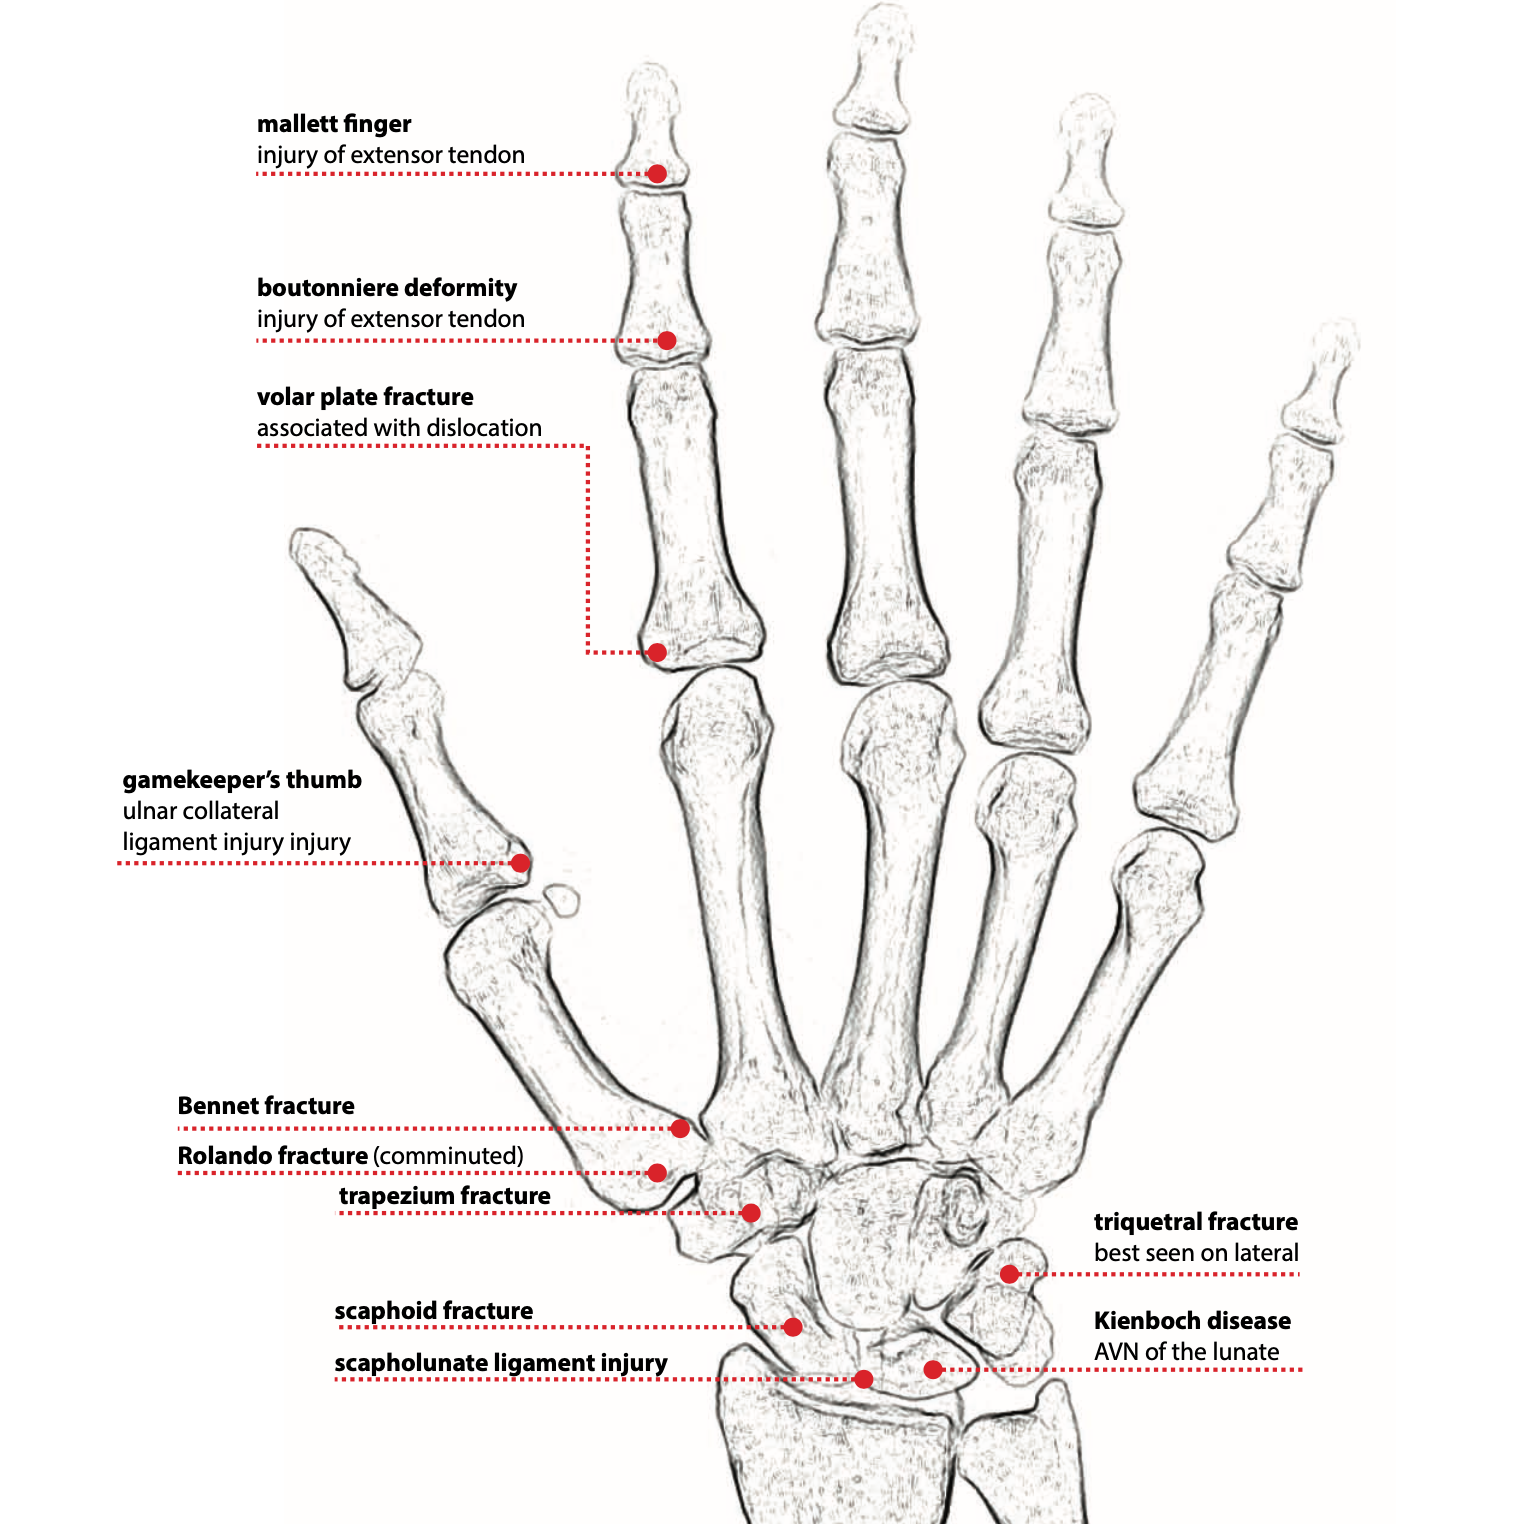 mallett finger
injury of extensor tendon
boutonniere deformity
injury of extensor tendon
volar plate fracture
associated with dislocation
gamekeeper’s thumb
ulnar collateral
ligament injury injury
Bennet fracture
Rolando fracture (comminuted)
trapezium fracture
scaphoid fracture
scapholunate ligament injury
triquetral fracture
best seen on lateral
Kienboch disease
AVN of the lunate